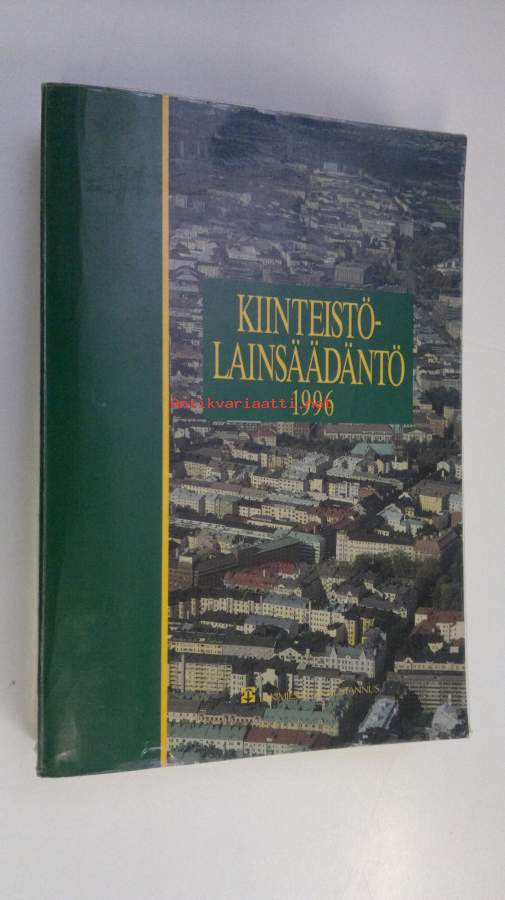 KIINTEISTÖ-
LAINSÄÄDÄNTÖ
1996
Antikvariaatti.net